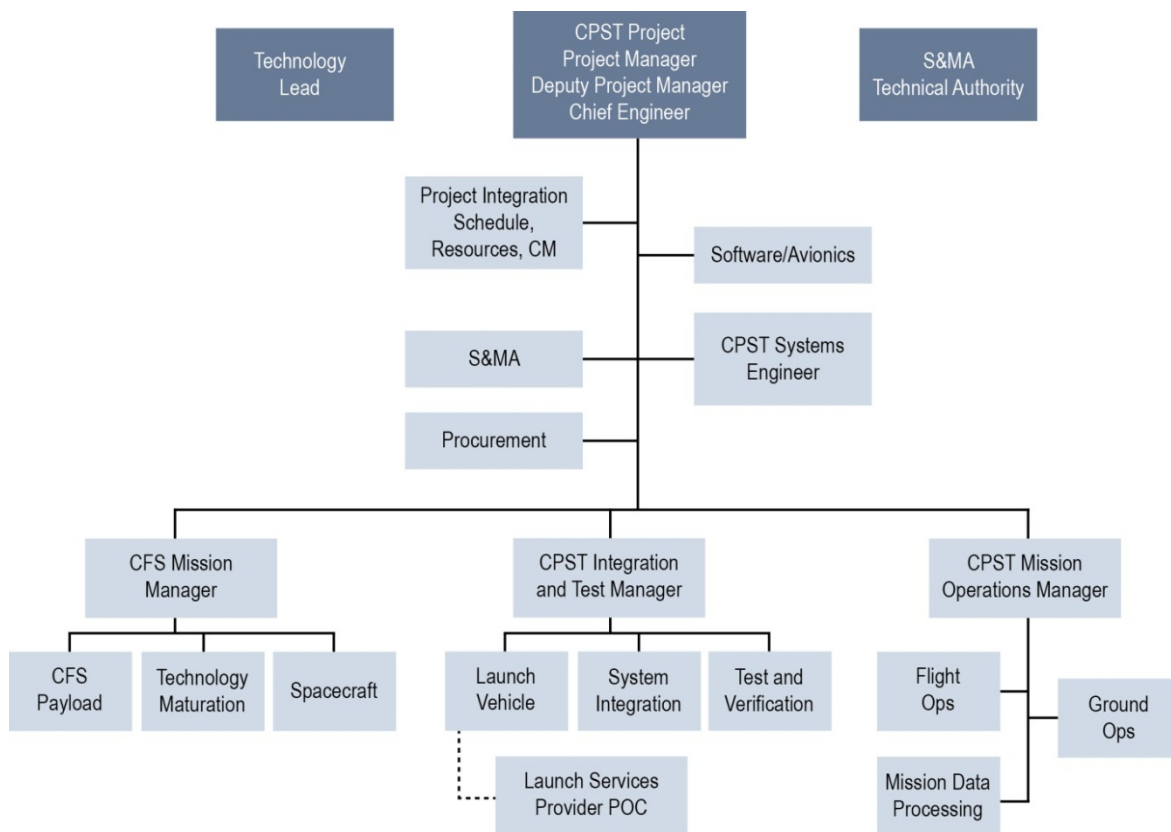 Technology
Lead
CPST Project
Project Manager
Deputy Project Manager
Chief Engineer
S&MA
Technical Authority
Project Integration
Schedule,
Resources, CM
Software/Avionics
S&MA
CPST Systems
Engineer
Procurement
CFS Mission
Manager
CPST Integration
and Test Manager
CPST Mission
Operations Manager
CFS
Payload
Technology
Maturation
Spacecraft
Launch
Vehicle
System
Integration
Test and
Verification
Flight
Ops
Ground
Ops
Launch Services
Provider POC
Mission Data
Processing